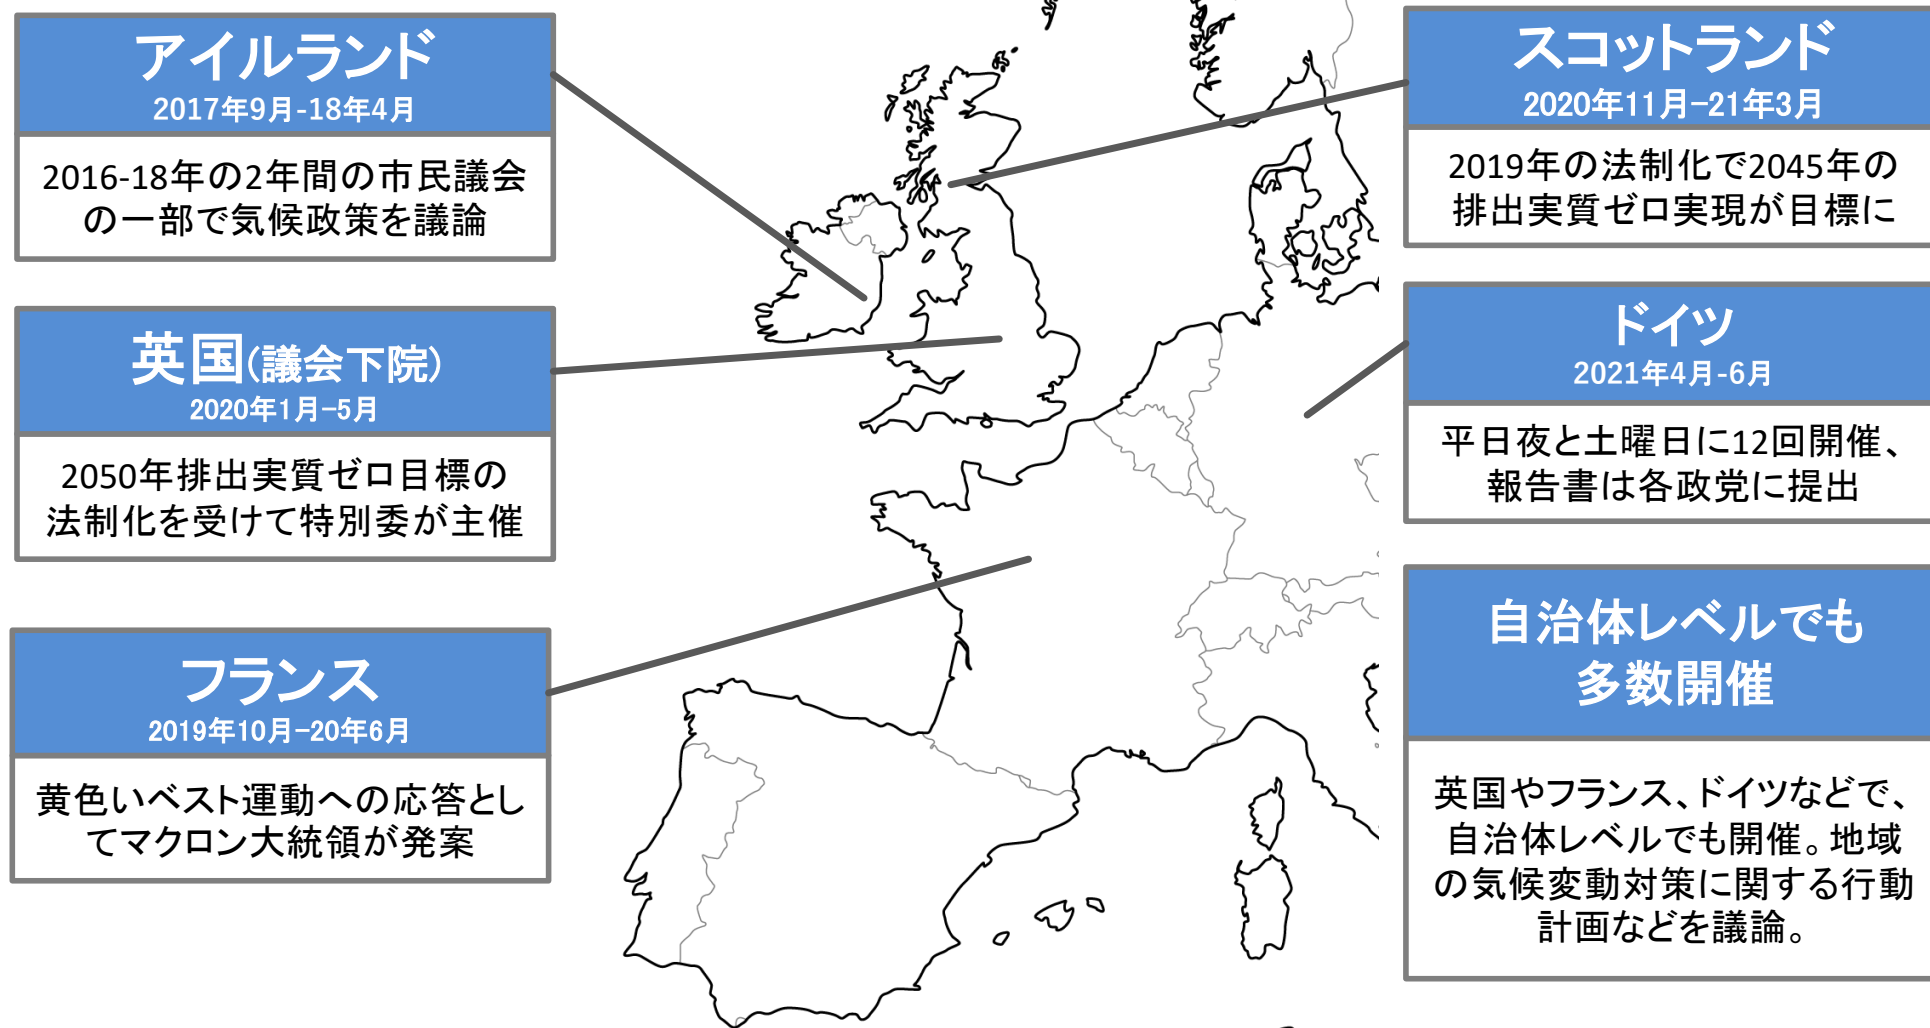 アイルランド
2017年9月-18年4月
2016-18年の2年間の市民議会
の一部で気候政策を議論
英国(議会下院)
2020年1月-5月
2050年排出実質ゼロ目標の
法制化を受けて特別委が主催
フランス
2019年10月-20年6月
黄色いベスト運動への応答とし
てマクロン大統領が発案
スコットランド
2020年11月-21年3月
2019年の法制化で2045年の
排出実質ゼロ実現が目標に
ドイツ
2021年4月-6月
平日夜と土曜日に12回開催、
報告書は各政党に提出
自治体レベルでも
多数開催
英国やフランス、ドイツなどで、
自治体レベルでも開催。地域
の気候変動対策に関する行動
計画などを議論。